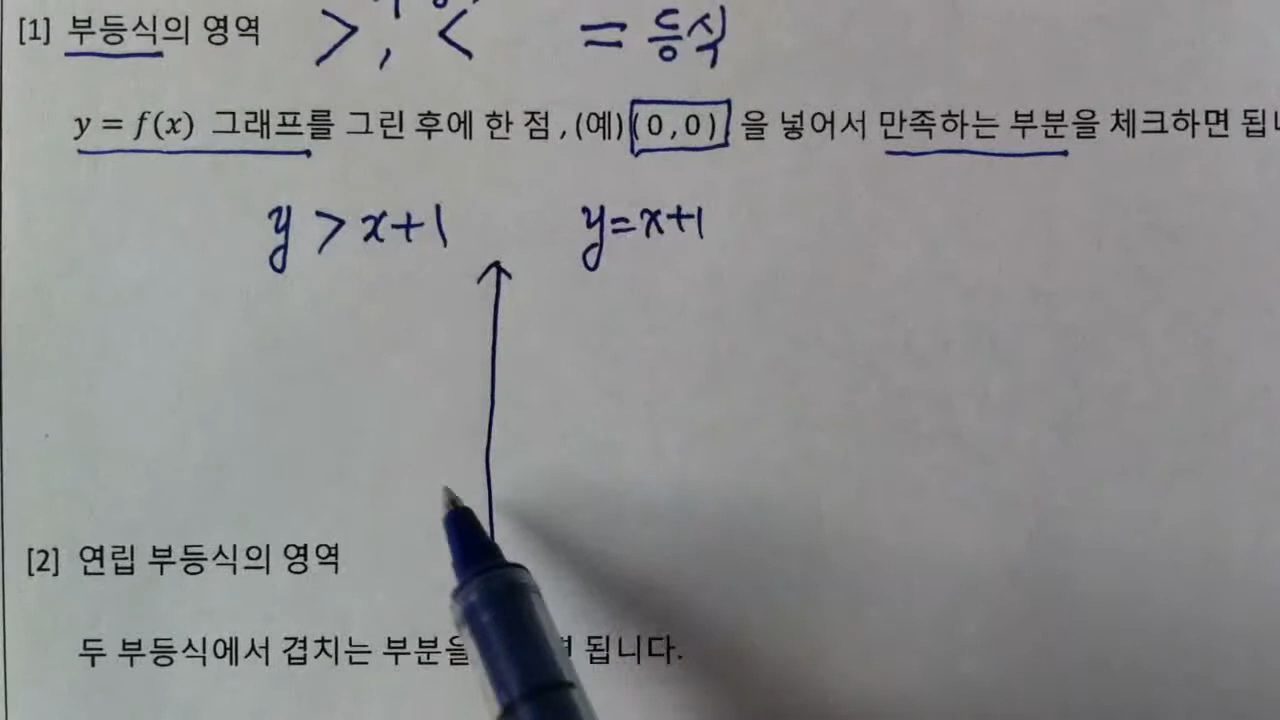 [1] 부등식의 영역 >, < = 등식
y = f(x) 그래프를 그린 후에 한 점, (예) (0,0) 을 넣어서 만족하는 부분을 체크하면 됩니
y > x+1 y=x+1
[2] 연립 부등식의 영역
두 부등식에서 겹치는 부분을 됩니다.